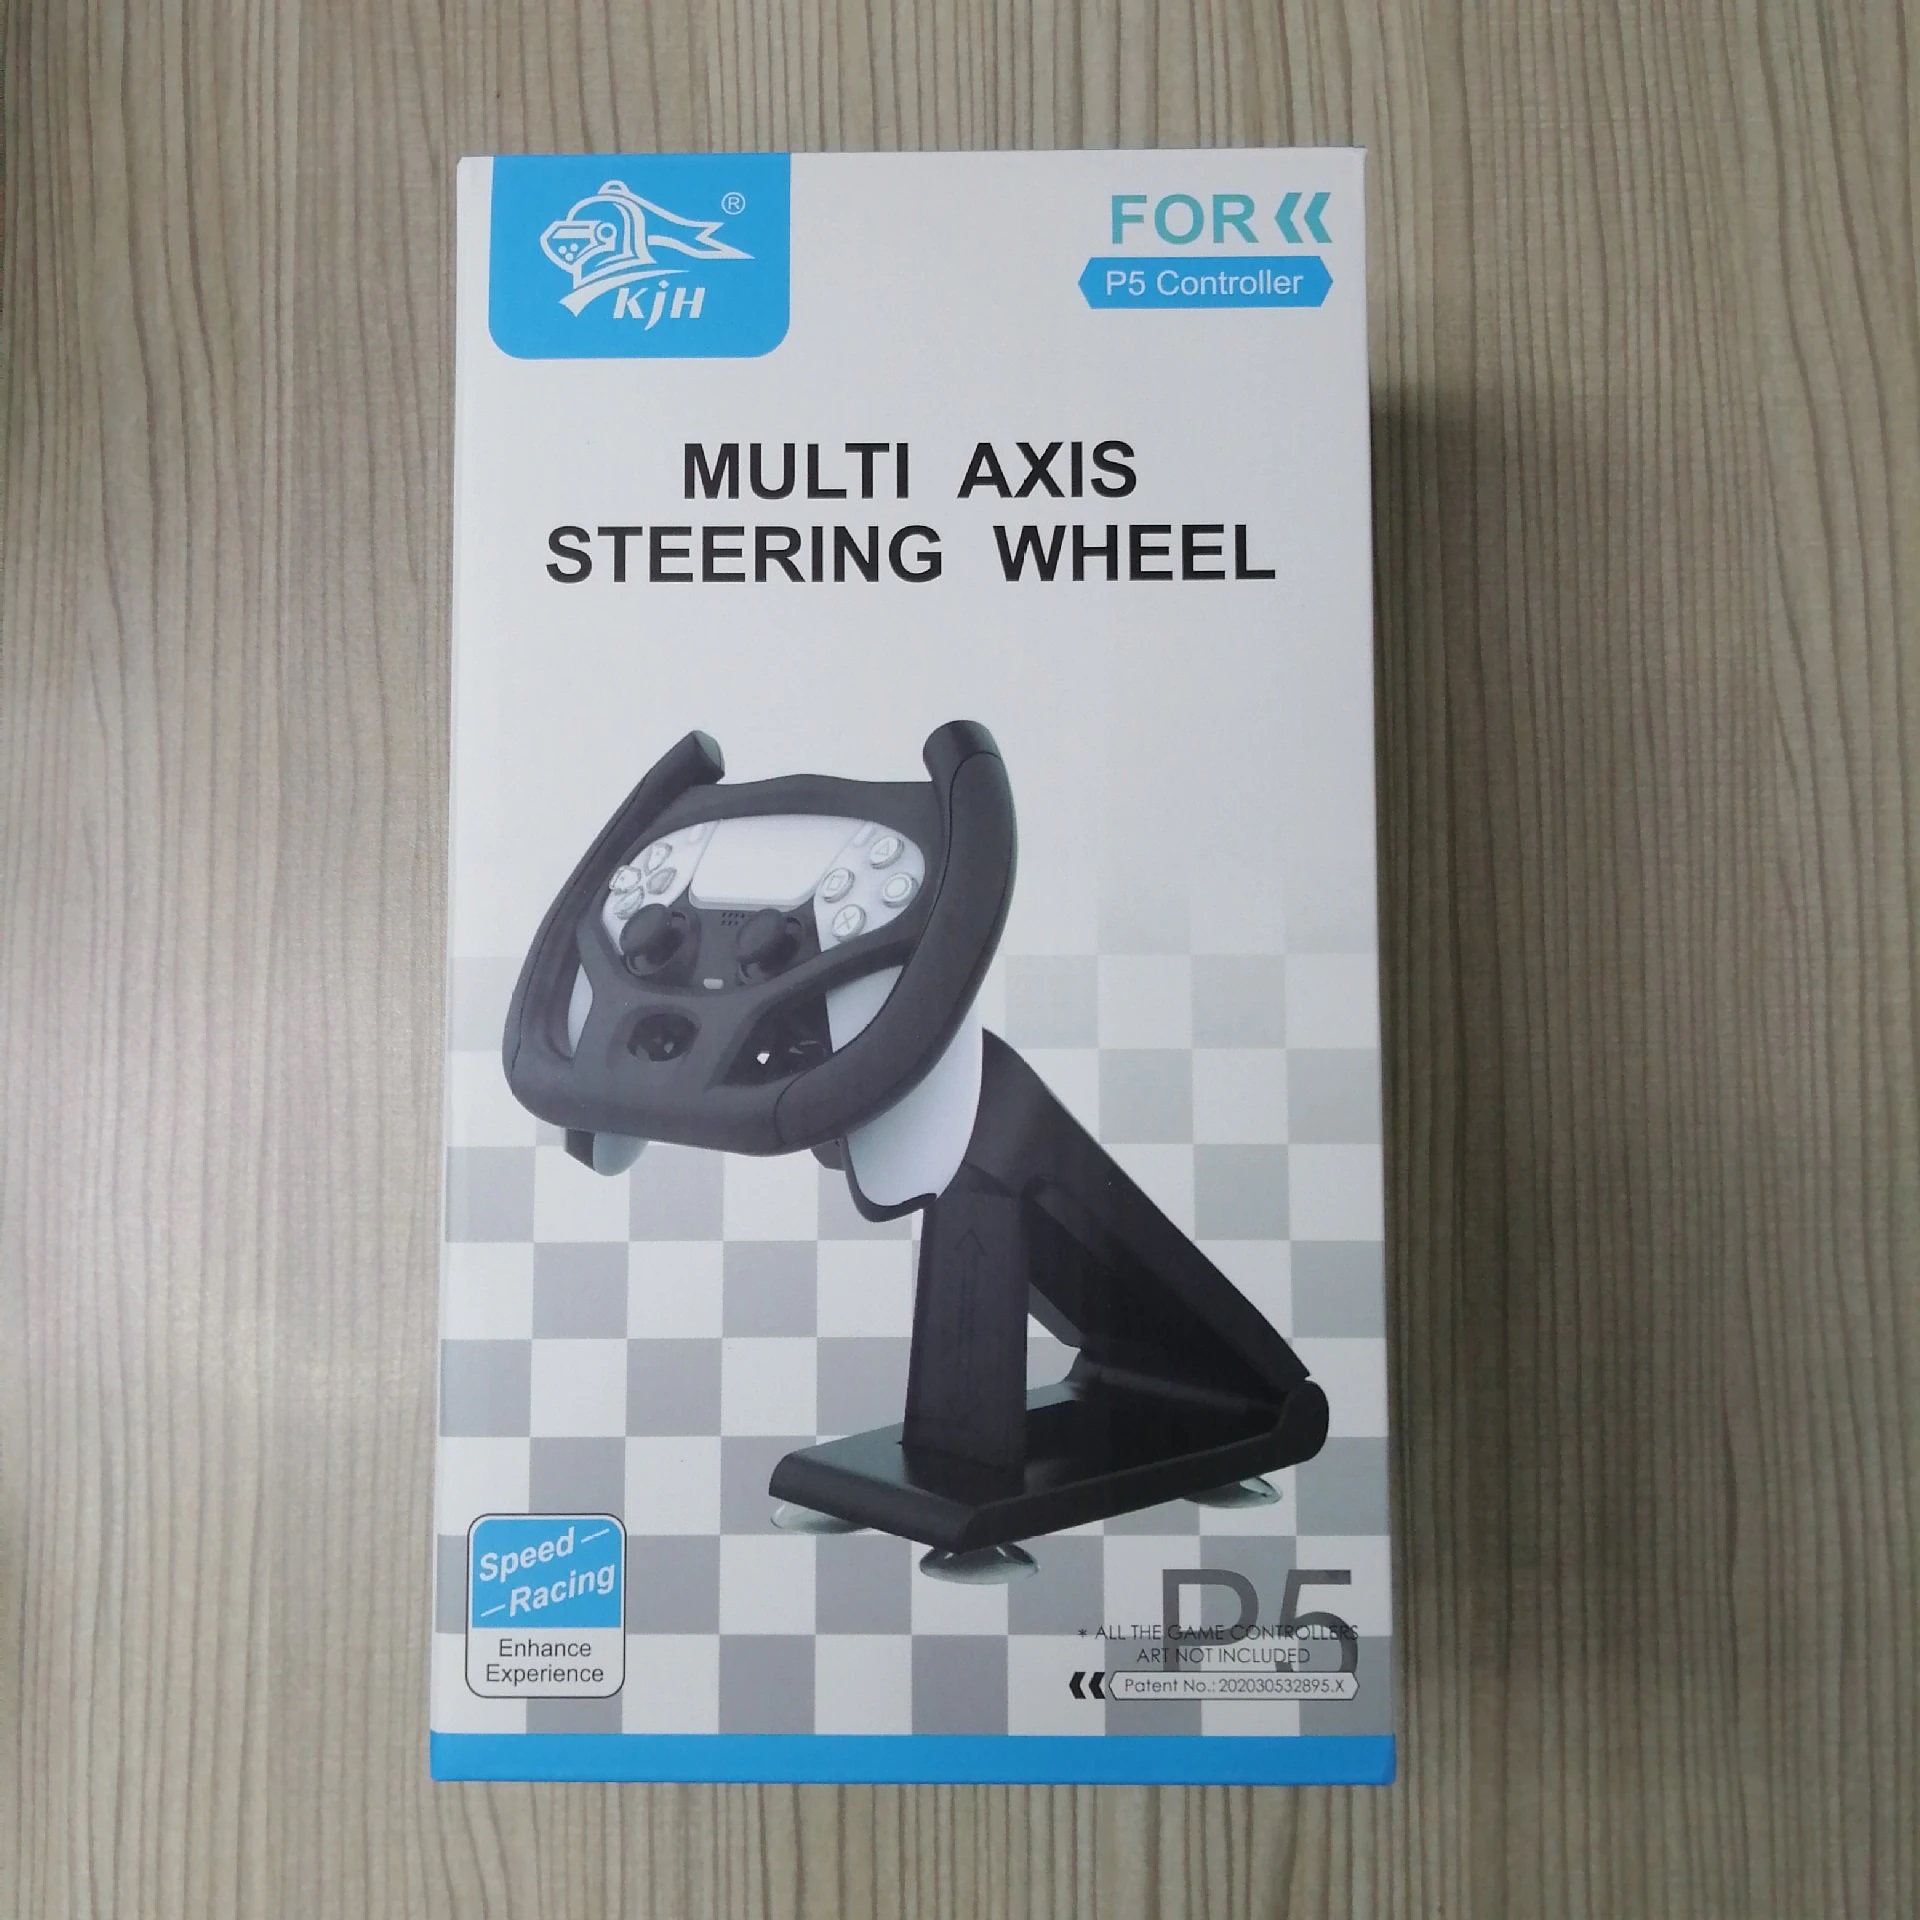 ®
KjH
FOR
P5 Controller
MULTI AXIS
STEERING WHEEL
Speed
Racing
Enhance
Experience
P5
* ALL THE GAME CONTROLLERS
ART NOT INCLUDED
Patent No.: 202030532895.X